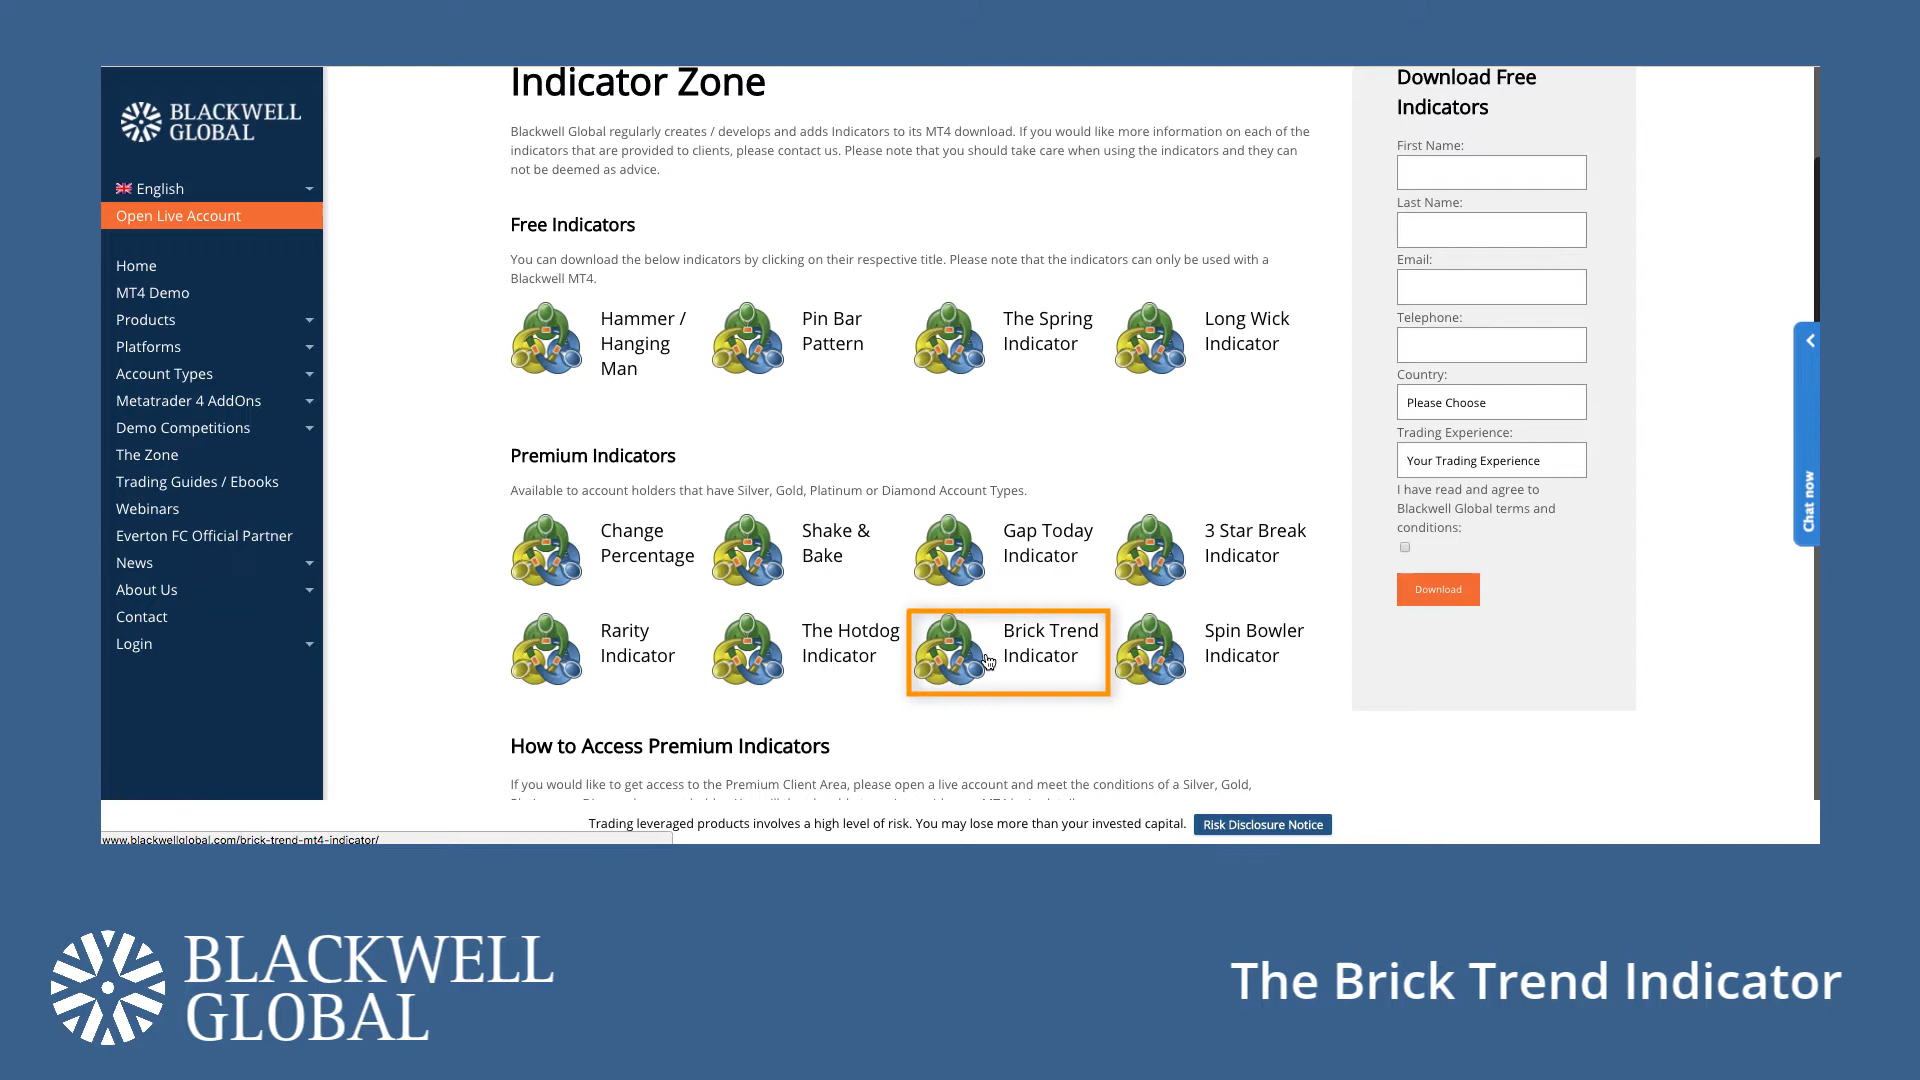 BLACKWELL
GLOBAL
English
Open Live Account
Home
MT4 Demo
Products
Platforms
Account Types
Metatrader 4 AddOns
Demo Competitions
The Zone
Trading Guides / Ebooks
Webinars
Everton FC Official Partner
News
About Us
Contact
Login
Indicator Zone
Blackwell Global regularly creates / develops and adds Indicators to its MT4 download. If you would like more information on each of the
indicators that are provided to clients, please contact us. Please note that you should take care when using the indicators and they can
not be deemed as advice.
Free Indicators
You can download the below indicators by clicking on their respective title. Please note that the indicators can only be used with a
Blackwell MT4.
Hammer /
Hanging
Man
Pin Bar
Pattern
The Spring
Indicator
Long Wick
Indicator
Premium Indicators
Available to account holders that have Silver, Gold, Platinum or Diamond Account Types.
Change
Percentage
Shake &
Bake
Gap Today
Indicator
3 Star Break
Indicator
Rarity
Indicator
The Hotdog
Indicator
Brick Trend
Indicator
Spin Bowler
Indicator
How to Access Premium Indicators
If you would like to get access to the Premium Client Area, please open a live account and meet the conditions of a Silver, Gold,
Download Free
Indicators
First Name:
Last Name:
Email:
Telephone:
Country:
Please Choose
Trading Experience:
Your Trading Experience
I have read and agree to
Blackwell Global terms and
conditions:
Download
Chat now
Trading leveraged products involves a high level of risk. You may lose more than your invested capital.
Risk Disclosure Notice
www.blackwellglobal.com/brick-trend-mt4-indicator/
BLACKWELL
GLOBAL
The Brick Trend Indicator